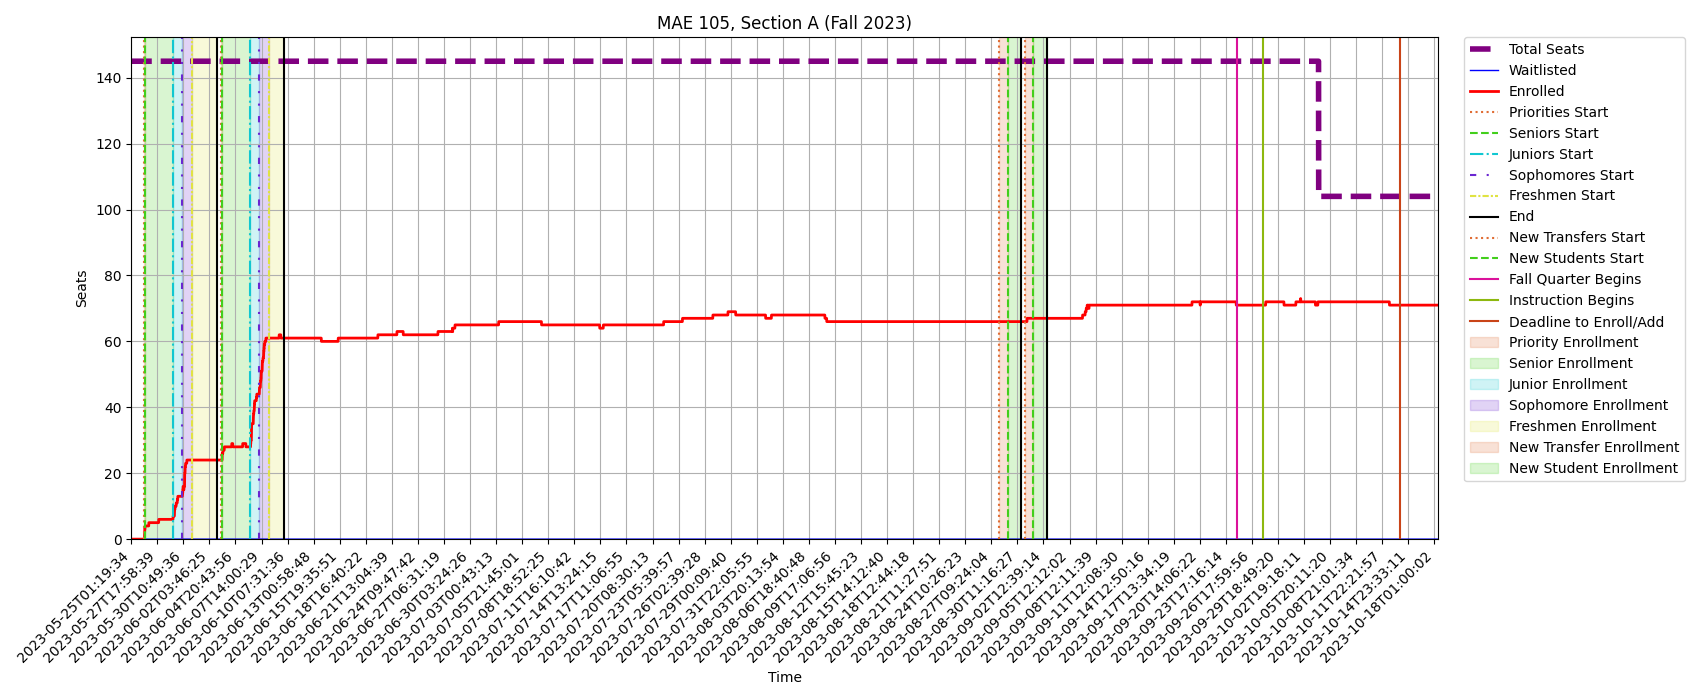 MAE 105, Section A (Fall 2023)
Seats
140
120
100
80
60
40
20
0
2023-05-25T01:19:34
2023-05-27T17:58:39
2023-05-30T10:49:36
2023-06-02T03:46:25
2023-06-04T20:43:56
2023-06-07T14:00:29
2023-06-10T07:31:36
2023-06-13T00:58:48
2023-06-15T19:35:51
2023-06-18T16:40:22
2023-06-21T13:04:39
2023-06-24T09:47:42
2023-06-27T06:31:19
2023-06-30T03:24:26
2023-07-03T00:43:13
2023-07-05T21:45:01
2023-07-08T18:52:25
2023-07-11T16:10:42
2023-07-14T13:24:15
2023-07-17T11:06:55
2023-07-20T08:30:13
2023-07-23T05:39:57
2023-07-26T02:39:28
2023-07-29T00:09:40
2023-07-31T22:05:55
2023-08-03T20:13:54
2023-08-06T18:40:48
2023-08-09T17:06:56
2023-08-12T15:45:23
2023-08-15T14:12:40
2023-08-18T12:44:18
2023-08-21T11:27:51
2023-08-24T10:26:23
2023-08-27T09:24:04
2023-08-30T11:16:27
2023-09-02T12:39:14
2023-09-05T12:12:02
2023-09-08T12:11:39
2023-09-11T12:08:30
2023-09-14T12:50:16
2023-09-17T13:34:19
2023-09-20T14:06:22
2023-09-23T17:16:14
2023-09-26T17:59:56
2023-09-29T18:49:20
2023-10-02T19:18:11
2023-10-05T20:11:20
2023-10-08T21:01:34
2023-10-11T22:21:57
2023-10-14T23:33:11
2023-10-18T01:00:02
Time
Total Seats
Waitlisted
Enrolled
Priorities Start
Seniors Start
Juniors Start
Sophomores Start
Freshmen Start
End
New Transfers Start
New Students Start
Fall Quarter Begins
Instruction Begins
Deadline to Enroll/Add
Priority Enrollment
Senior Enrollment
Junior Enrollment
Sophomore Enrollment
Freshmen Enrollment
New Transfer Enrollment
New Student Enrollment